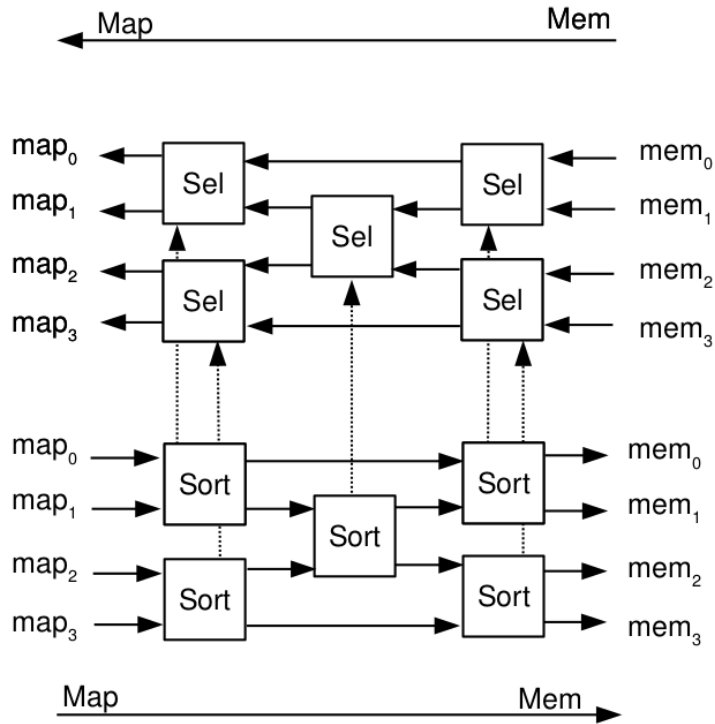 Map Mem
map₀ Sel Sel mem₀
map₁ Sel mem₁
map₂ Sel Sel mem₂
map₃ mem₃
map₀ Sort Sort mem₀
map₁ Sort mem₁
map₂ Sort Sort mem₂
map₃ mem₃
Map Mem